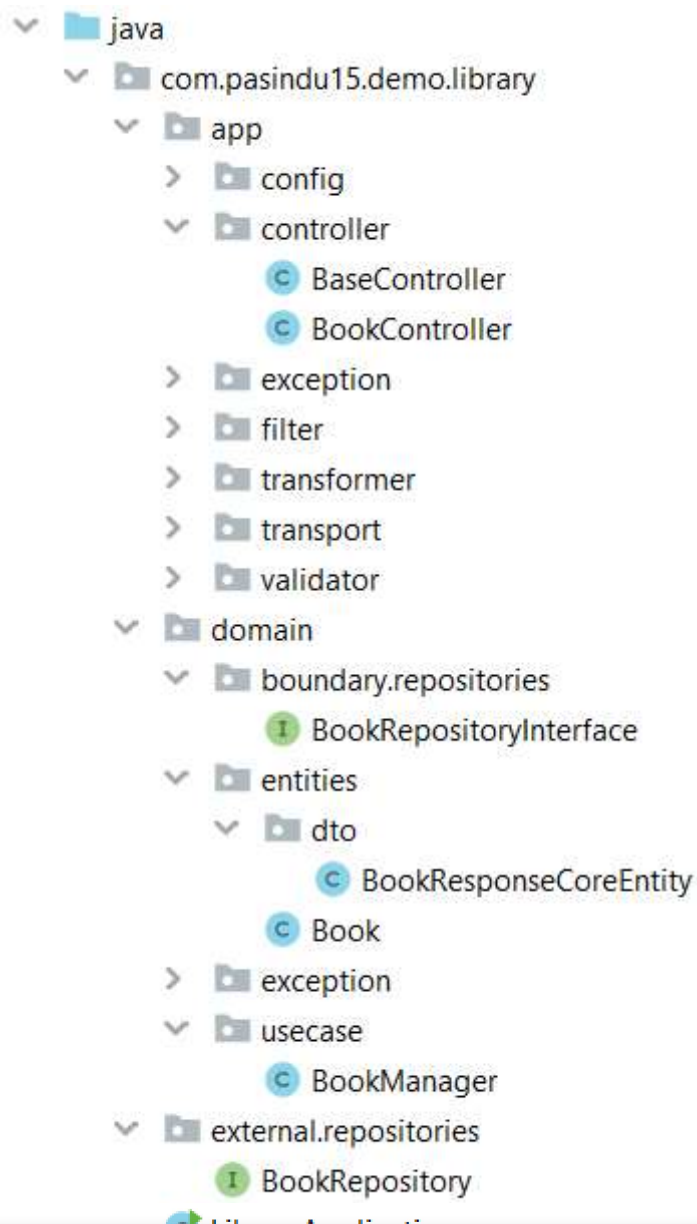 java
com.pasindu15.demo.library
app
config
controller
C BaseController
C BookController
exception
filter
transformer
transport
validator
domain
boundary.repositories
I BookRepositoryInterface
entities
dto
C BookResponseCoreEntity
C Book
exception
usecase
C BookManager
external.repositories
I BookRepository